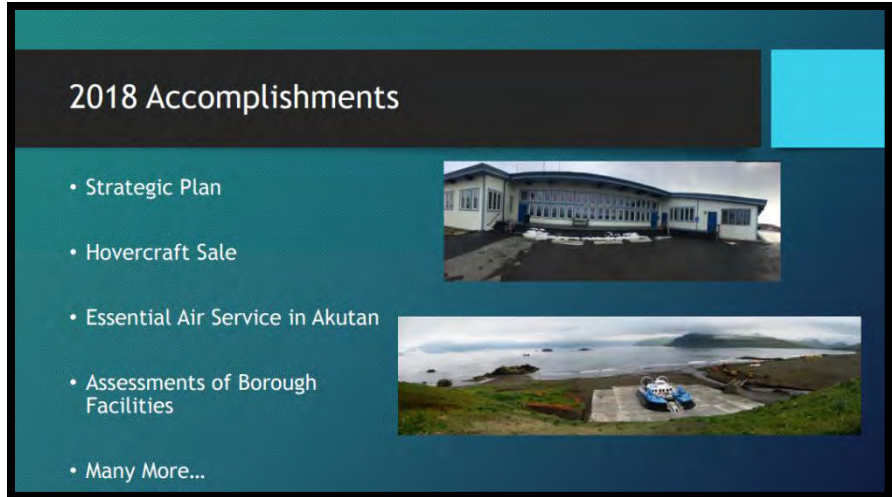 2018 Accomplishments
• Strategic Plan
• Hovercraft Sale
• Essential Air Service in Akutan
• Assessments of Borough
Facilities
• Many More...